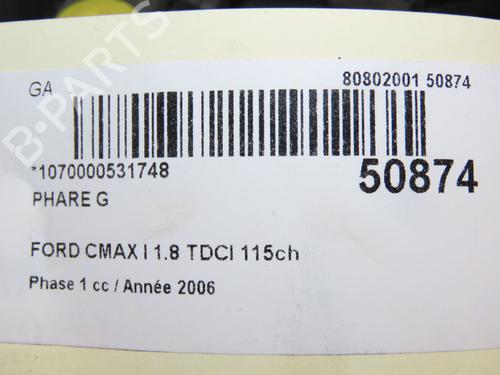 GA
80802001 50874
*1070000531748
50874
PHARE G
FORD CMAX I 1.8 TDCI 115ch
Phase 1 cc / Année 2006
B-PARTS